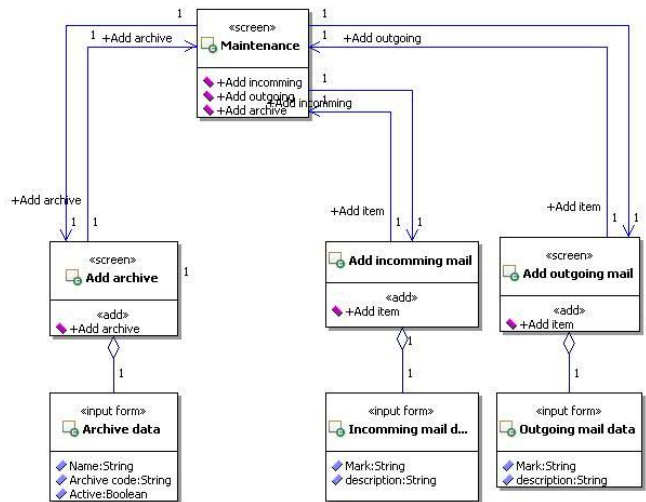 1
«screen»
1
1
+Add archive
Maintenance
1
+Add outgoing
+Add incomming
1
+Add outgoing
1
+Add incomming
+Add archive
+Add archive
+Add item
+Add item
1
1
1
1
1
1
«screen»
Add archive
1
Add incomming mail
«screen»
Add outgoing mail
«add»
+Add archive
«add»
+Add item
«add»
+Add item
1
1
1
1
«input form»
Archive data
«input form»
Incomming mail d...
«input form»
Outgoing mail data
Name:String
Archive code:String
Active:Boolean
Mark:String
description:String
Mark:String
description:String